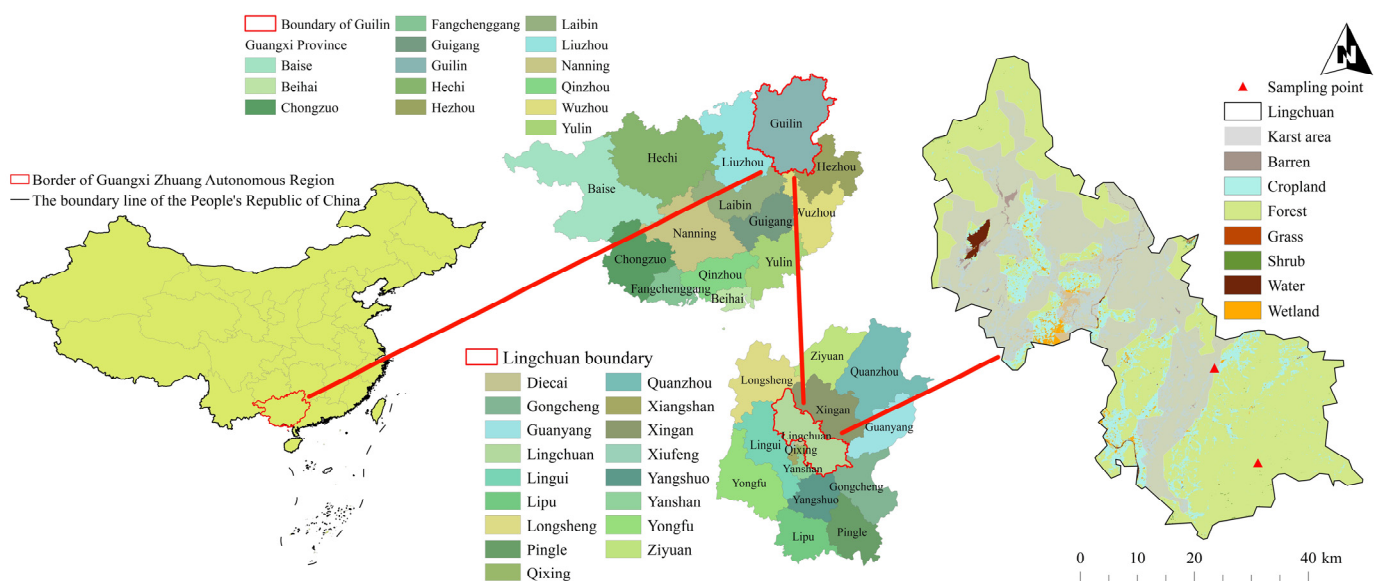 Boundary of Guilin
Guangxi Province
Baise
Beihai
Chongzuo
Fangchenggang
Guigang
Guilin
Hechi
Hezhou
Laibin
Liuzhou
Nanning
Qinzhou
Wuzhou
Yulin
Border of Guangxi Zhuang Autonomous Region
The boundary line of the People's Republic of China
Guilin
Hechi
Liuzhou
Hezhou
Baise
Laibin
Guigang
Wuzhou
Nanning
Chongzuo
Yulin
Qinzhou
Fangchenggang
Beihai
Lingchuan boundary
Diecai
Gongcheng
Guanyang
Lingchuan
Lingui
Lipu
Longsheng
Pingle
Qixing
Quanzhou
Xiangshan
Xingan
Xiufeng
Yangshuo
Yanshan
Yongfu
Ziyuan
Ziyuan
Longsheng
Quanzhou
Xingan
Guanyang
Lingchuan
Lingui
Qixing
Yanshan
Yongfu
Gongcheng
Yangshuo
Lipu
Pingle
N
Sampling point
Lingchuan
Karst area
Barren
Cropland
Forest
Grass
Shrub
Water
Wetland
0 10 20 40 km